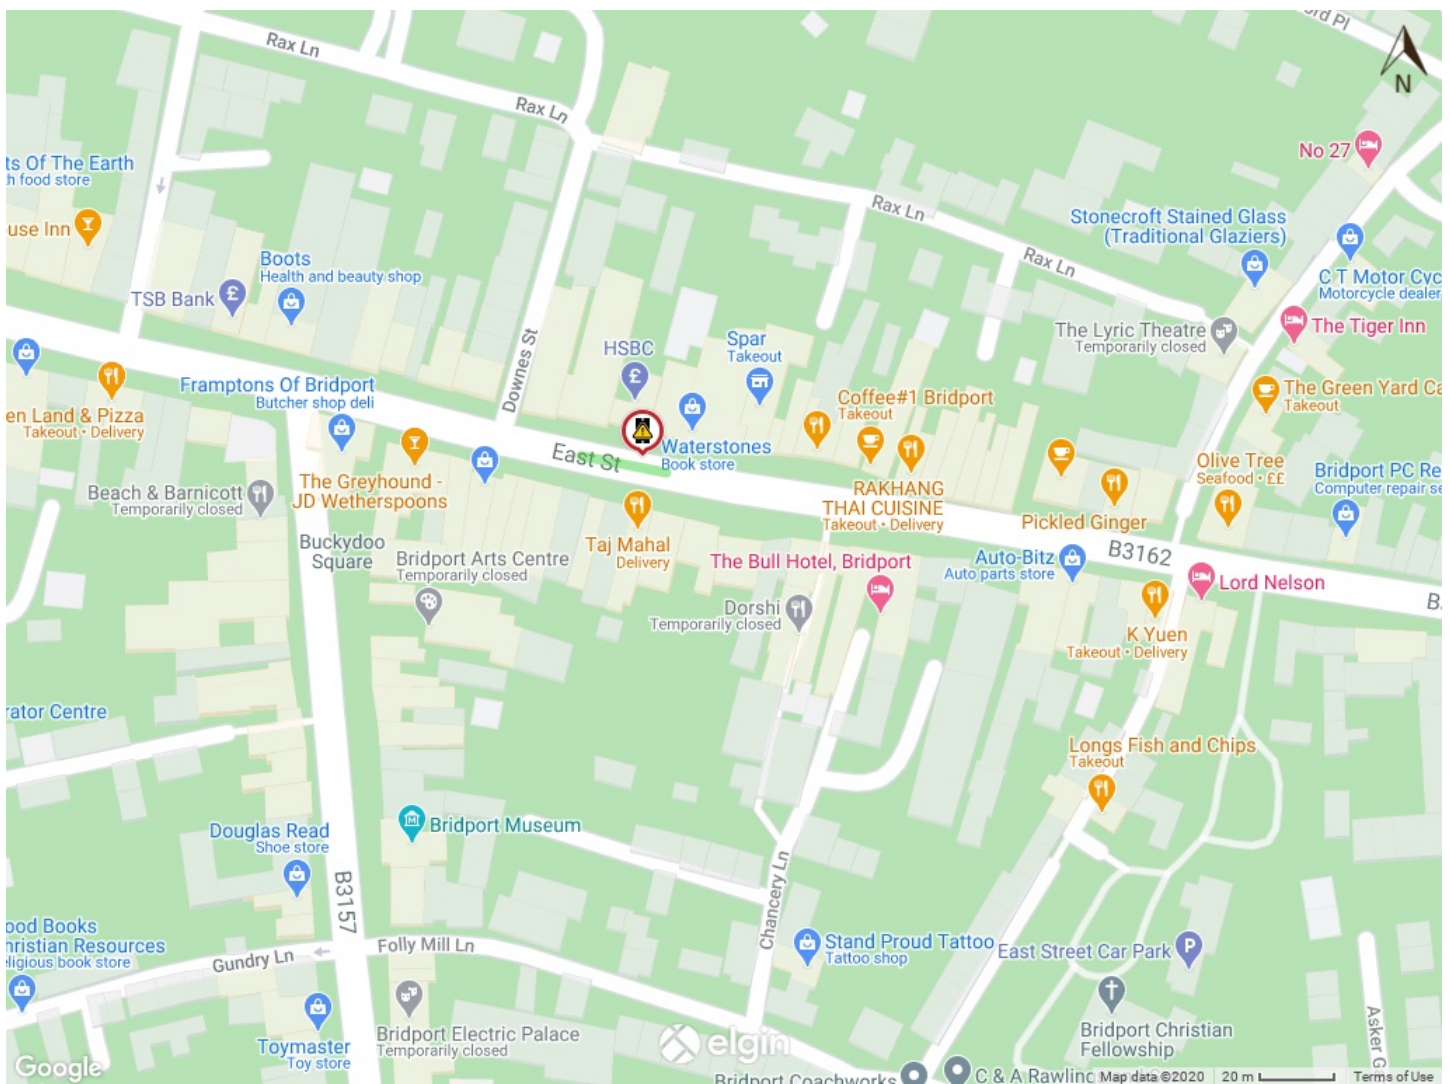 Rax Ln
ord Pl
N
Rax Ln
No 27
ts Of The Earth
h food store
Rax Ln
Stonecroft Stained Glass
(Traditional Glaziers)
use Inn
Boots
Health and beauty shop
Rax Ln
C T Motor Cyc
Motorcycle dealer
TSB Bank
The Lyric Theatre
Temporarily closed
The Tiger Inn
HSBC
Spar
Takeout
Downes St
Framptons Of Bridport
Butcher shop deli
Coffee#1 Bridport
Takeout
The Green Yard Ca
Takeout
en Land & Pizza
Takeout • Delivery
East St
Waterstones
Book store
Olive Tree
Seafood • ££
Bridport PC Re
Computer repair se
Beach & Barnicott
Temporarily closed
The Greyhound -
JD Wetherspoons
RAKHANG
THAI CUISINE
Takeout • Delivery
Pickled Ginger
Buckydoo
Square
Bridport Arts Centre
Temporarily closed
Taj Mahal
Delivery
The Bull Hotel, Bridport
Auto-Bitz
Auto parts store
B3162
Lord Nelson
B
Dorshi
Temporarily closed
K Yuen
Takeout • Delivery
rator Centre
Longs Fish and Chips
Takeout
Bridport Museum
Douglas Read
Shoe store
B3157
Chancery Ln
ood Books
hristian Resources
eligious book store
Gundry Ln
Folly Mill Ln
Stand Proud Tattoo
Tattoo shop
East Street Car Park
P
Bridport Christian
Fellowship
Asker G
Toymaster
Toy store
Bridport Electric Palace
Temporarily closed
elgin
Google
Bridport Coachworks
C & A Rawlinc
Map data ©2020
20 m
Terms of Use